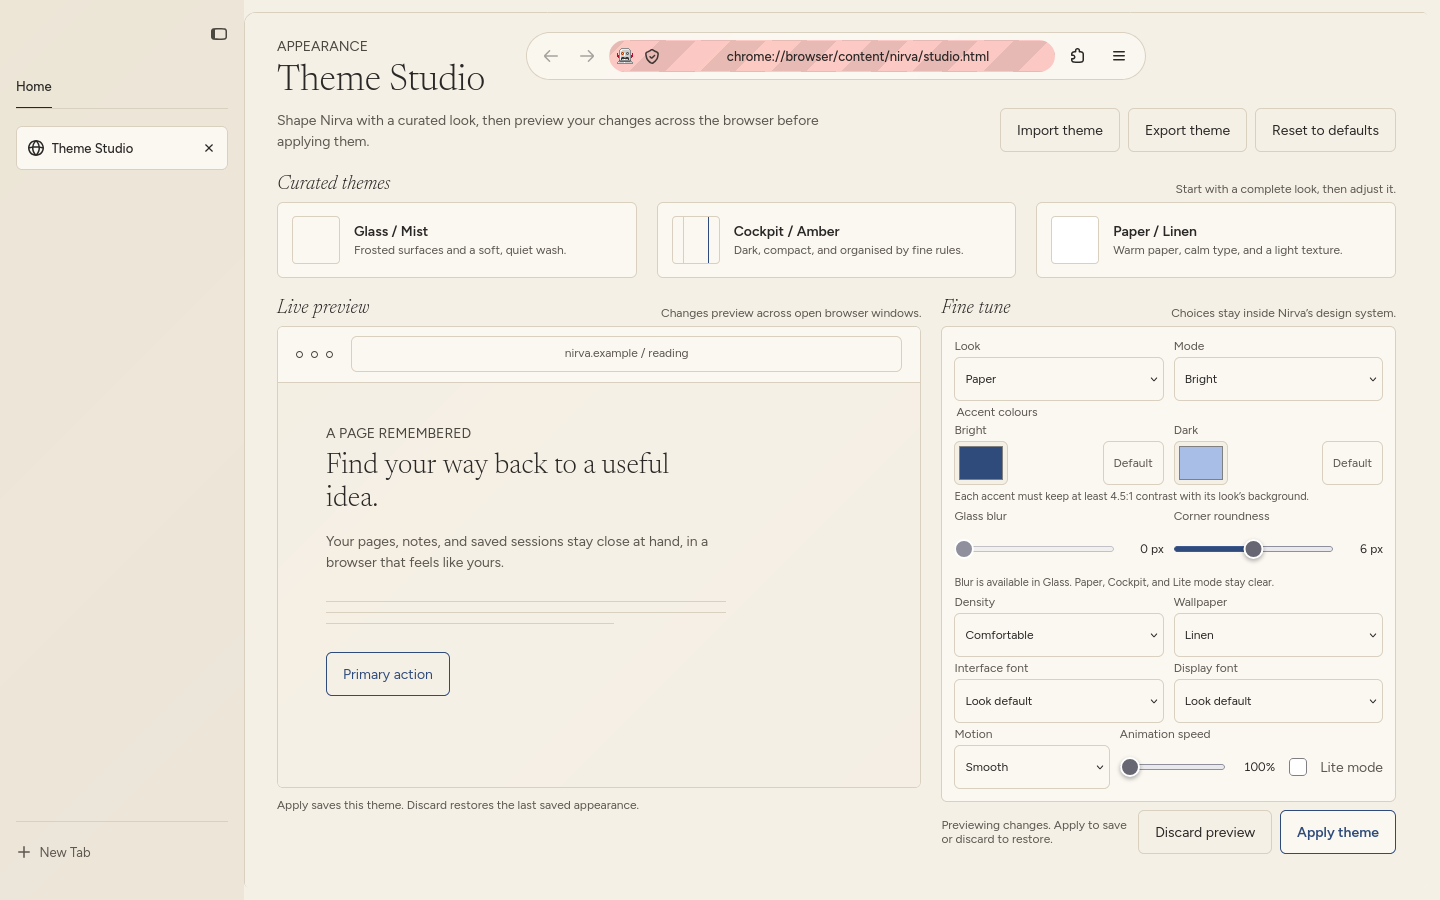 Home
Theme Studio
New Tab
chrome://browser/content/nirva/studio.html
APPEARANCE
Theme Studio
Shape Nirva with a curated look, then preview your changes across the browser before
applying them.
Import theme
Export theme
Reset to defaults
Curated themes
Start with a complete look, then adjust it.
Glass / Mist
Frosted surfaces and a soft, quiet wash.
Cockpit / Amber
Dark, compact, and organised by fine rules.
Paper / Linen
Warm paper, calm type, and a light texture.
Live preview
Changes preview across open browser windows.
nirva.example / reading
A PAGE REMEMBERED
Find your way back to a useful
idea.
Your pages, notes, and saved sessions stay close at hand, in a
browser that feels like yours.
Primary action
Apply saves this theme. Discard restores the last saved appearance.
Fine tune
Choices stay inside Nirva's design system.
Look
Mode
Paper
Bright
Accent colours
Bright
Dark
Default
Default
Each accent must keep at least 4.5:1 contrast with its look's background.
Glass blur
Corner roundness
0 px
6 px
Blur is available in Glass. Paper, Cockpit, and Lite mode stay clear.
Density
Wallpaper
Comfortable
Linen
Interface font
Display font
Look default
Look default
Motion
Animation speed
Smooth
100%
Lite mode
Previewing changes. Apply to save
or discard to restore.
Discard preview
Apply theme